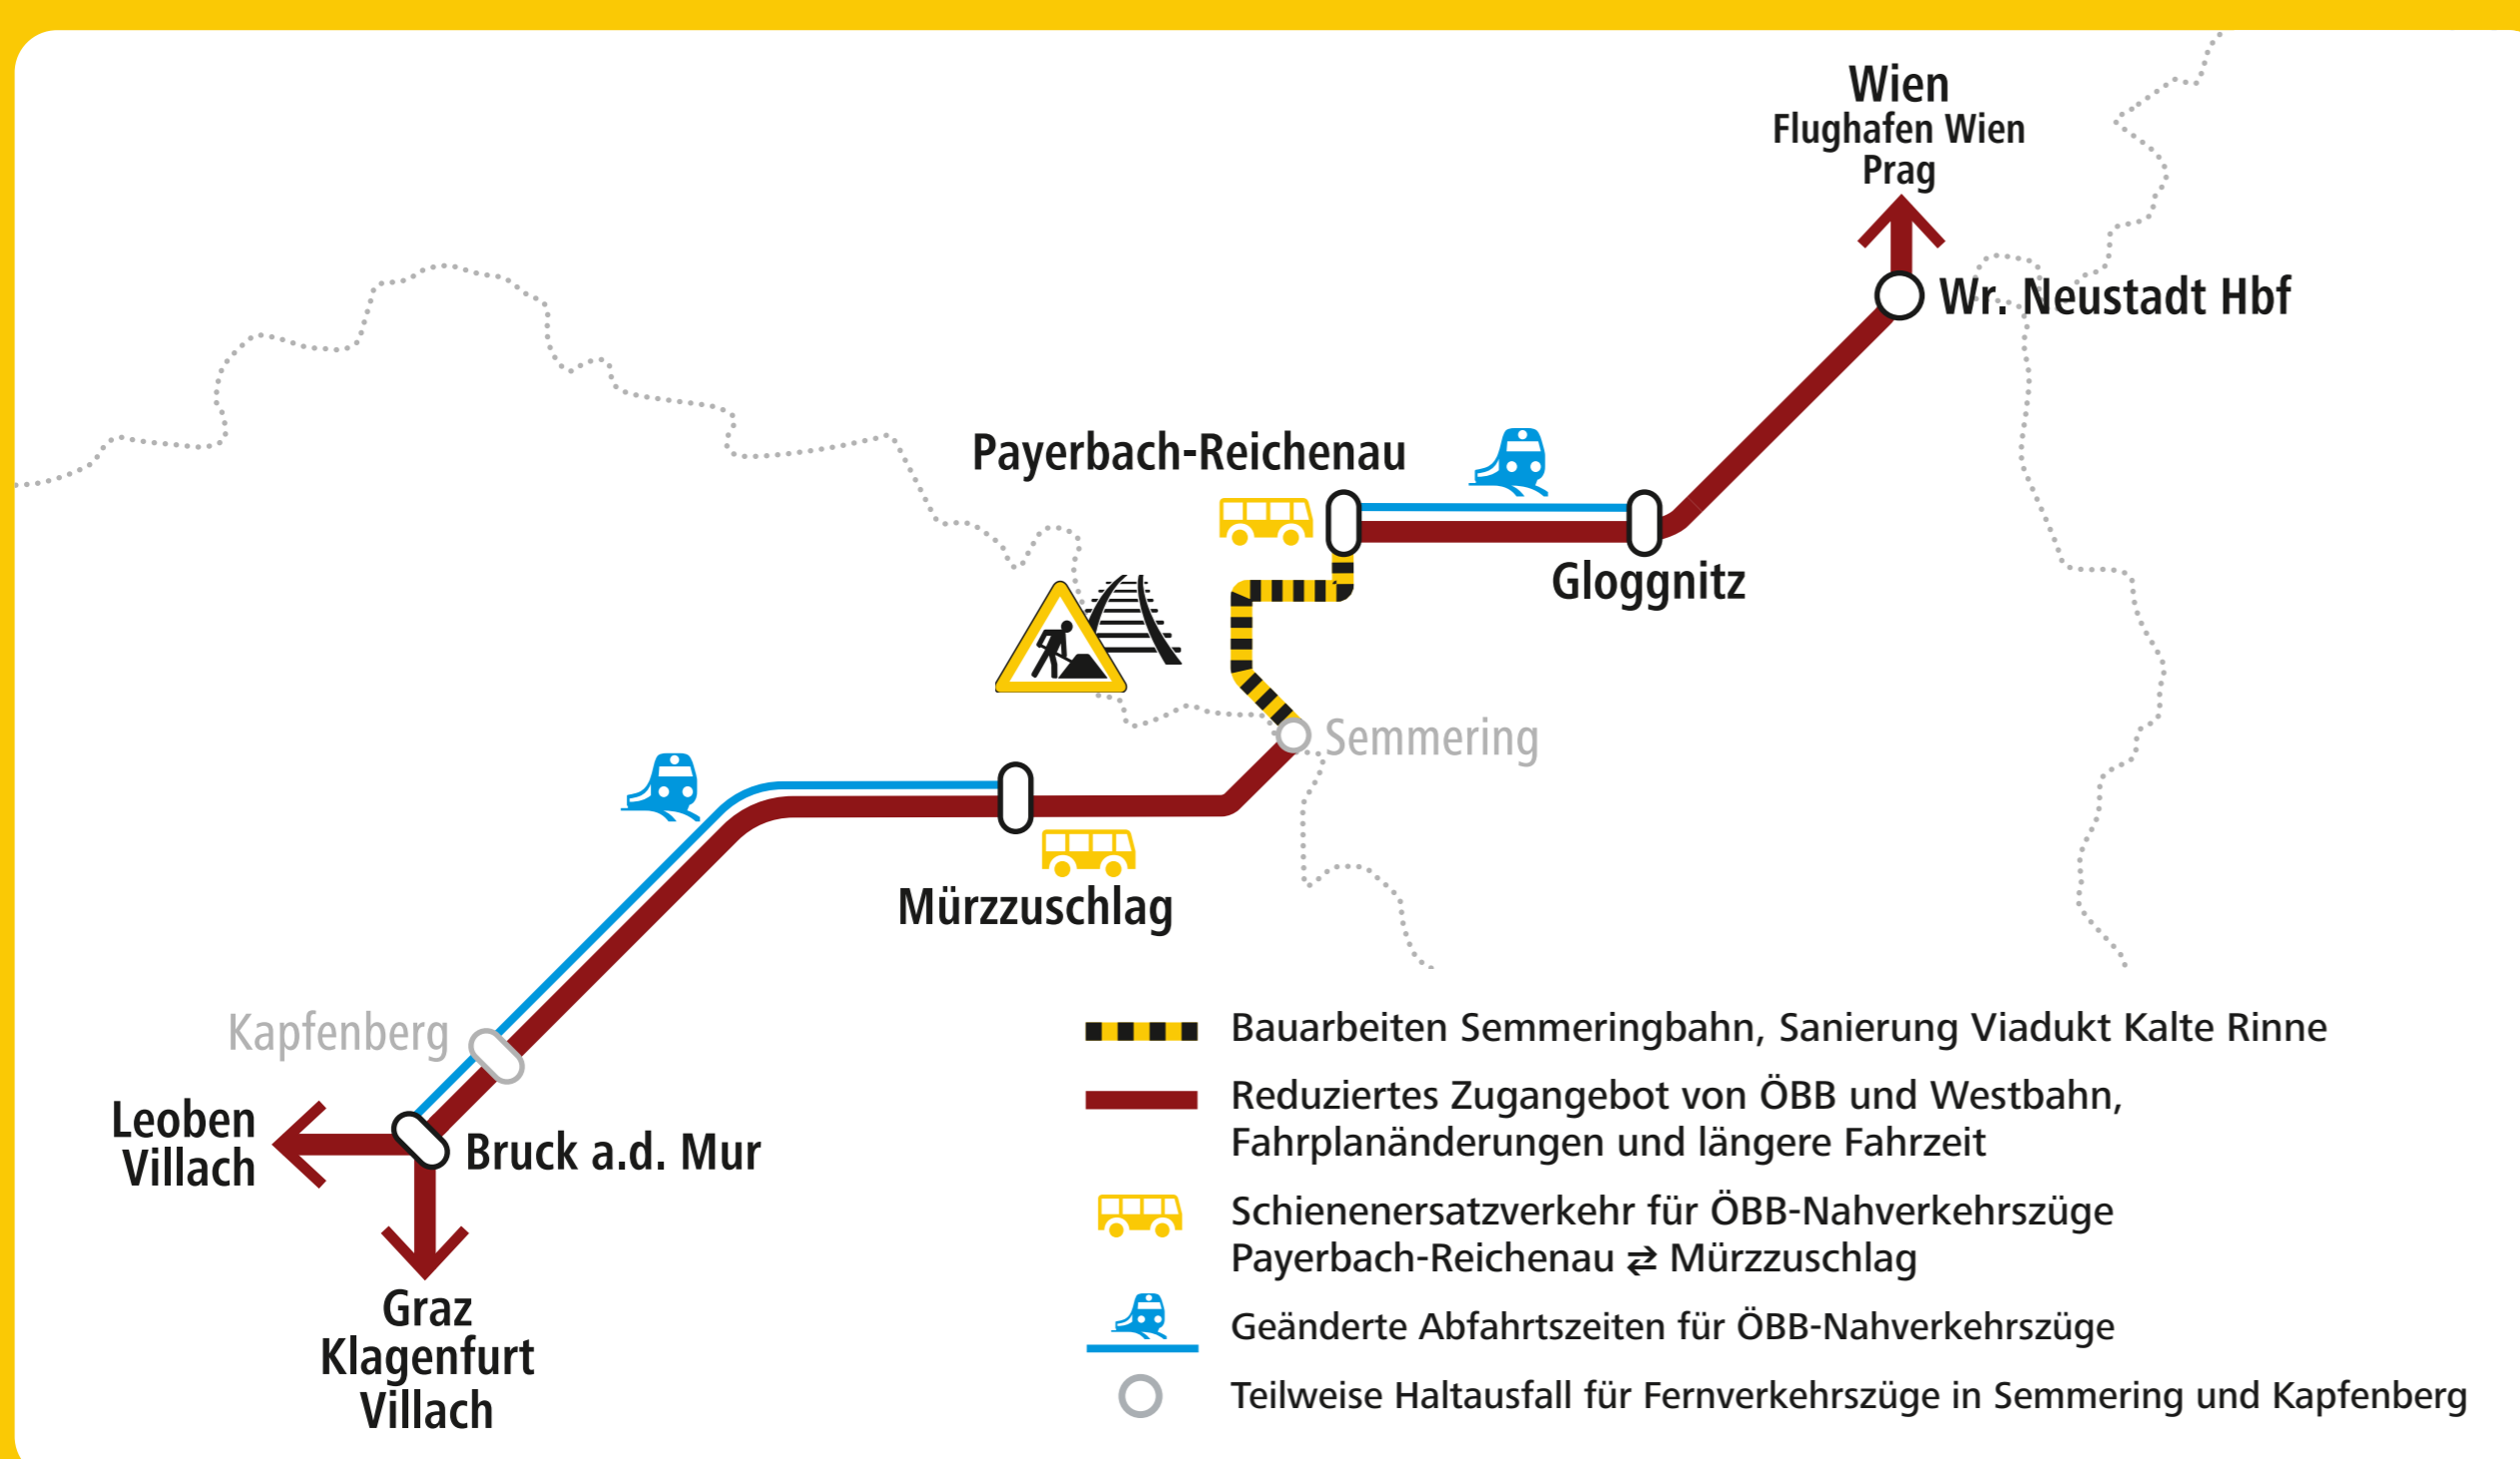 Wien
Flughafen Wien
Prag
Wr. Neustadt Hbf
Payerbach-Reichenau
Gloggnitz
Semmering
Mürzzuschlag
Kapfenberg
Leoben
Villach
Bruck a.d. Mur
Graz
Klagenfurt
Villach
Bauarbeiten Semmeringbahn, Sanierung Viadukt Kalte Rinne
Reduziertes Zugangebot von ÖBB und Westbahn,
Fahrplanänderungen und längere Fahrzeit
Schienenersatzverkehr für ÖBB-Nahverkehrszüge
Payerbach-Reichenau ⇄ Mürzzuschlag
Geänderte Abfahrtszeiten für ÖBB-Nahverkehrszüge
Teilweise Haltausfall für Fernverkehrszüge in Semmering und Kapfenberg